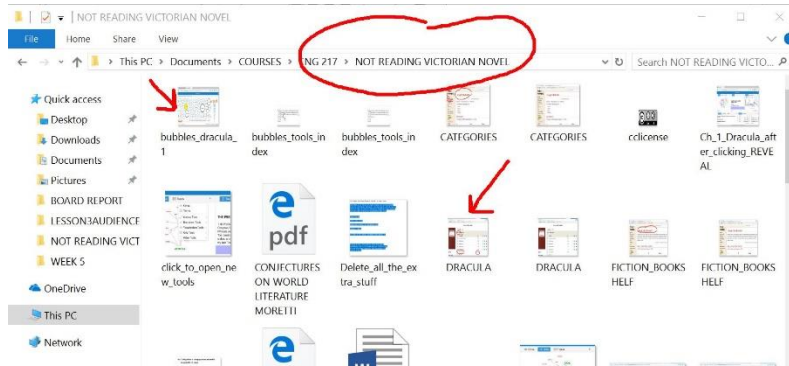 NOT READING VICTORIAN NOVEL
File Home Share View
This PC > Documents > COURSES > ENG 217 > NOT READING VICTORIAN NOVEL
Search NOT READING VICTO...
Quick access
Desktop
Downloads
Documents
Pictures
BOARD REPORT
LESSON3AUDIENCE
NOT READING VICT
WEEK 5
OneDrive
This PC
Network
bubbles_dracula_
1
bubbles_tools_in
dex
bubbles_tools_in
dex
CATEGORIES
CATEGORIES
cclicense
Ch_1_Dracula_aft
er_clicking_REVE
AL
click_to_open_ne
w_tools
pdf
CONJECTURES
ON WORLD
LITERATURE
MORETTI
Delete_all_the_ex
tra_stuff
DRACULA
DRACULA
FICTION_BOOKS
HELF
FICTION_BOOKS
HELF